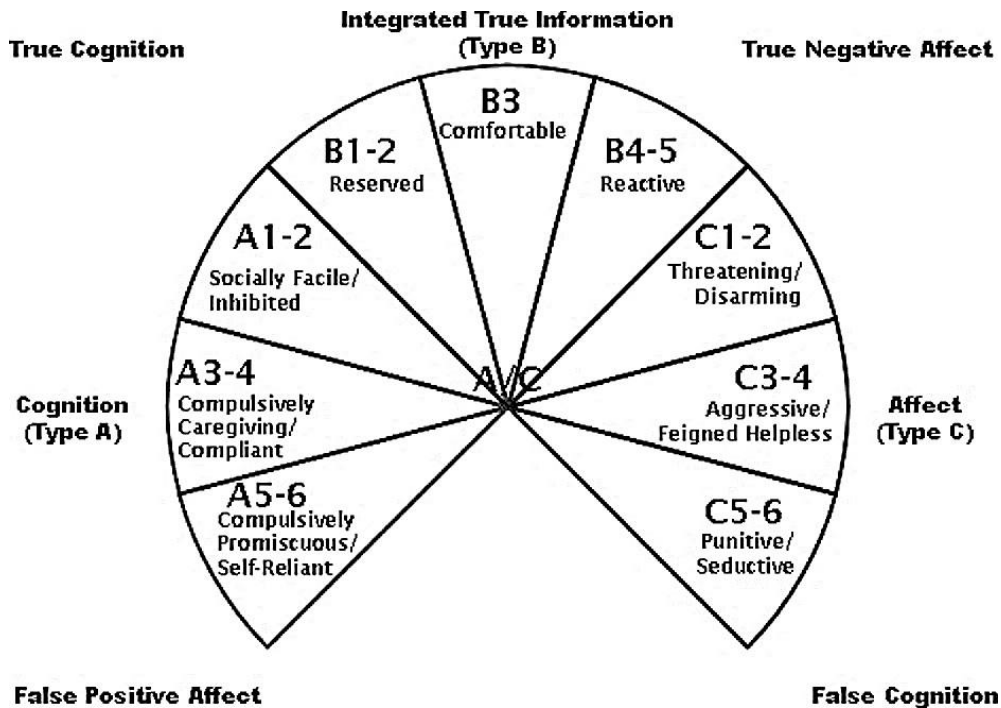 Integrated True Information
(Type B)
True Cognition
True Negative Affect
B3
Comfortable
B1-2
Reserved
B4-5
Reactive
A1-2
Socially Facile/
Inhibited
C1-2
Threatening/
Disarming
A/C
Cognition
(Type A)
A3-4
Compulsively
Caregiving/
Compliant
C3-4
Aggressive/
Feigned Helpless
Affect
(Type C)
A5-6
Compulsively
Promiscuous/
Self-Reliant
C5-6
Punitive/
Seductive
False Positive Affect
False Cognition